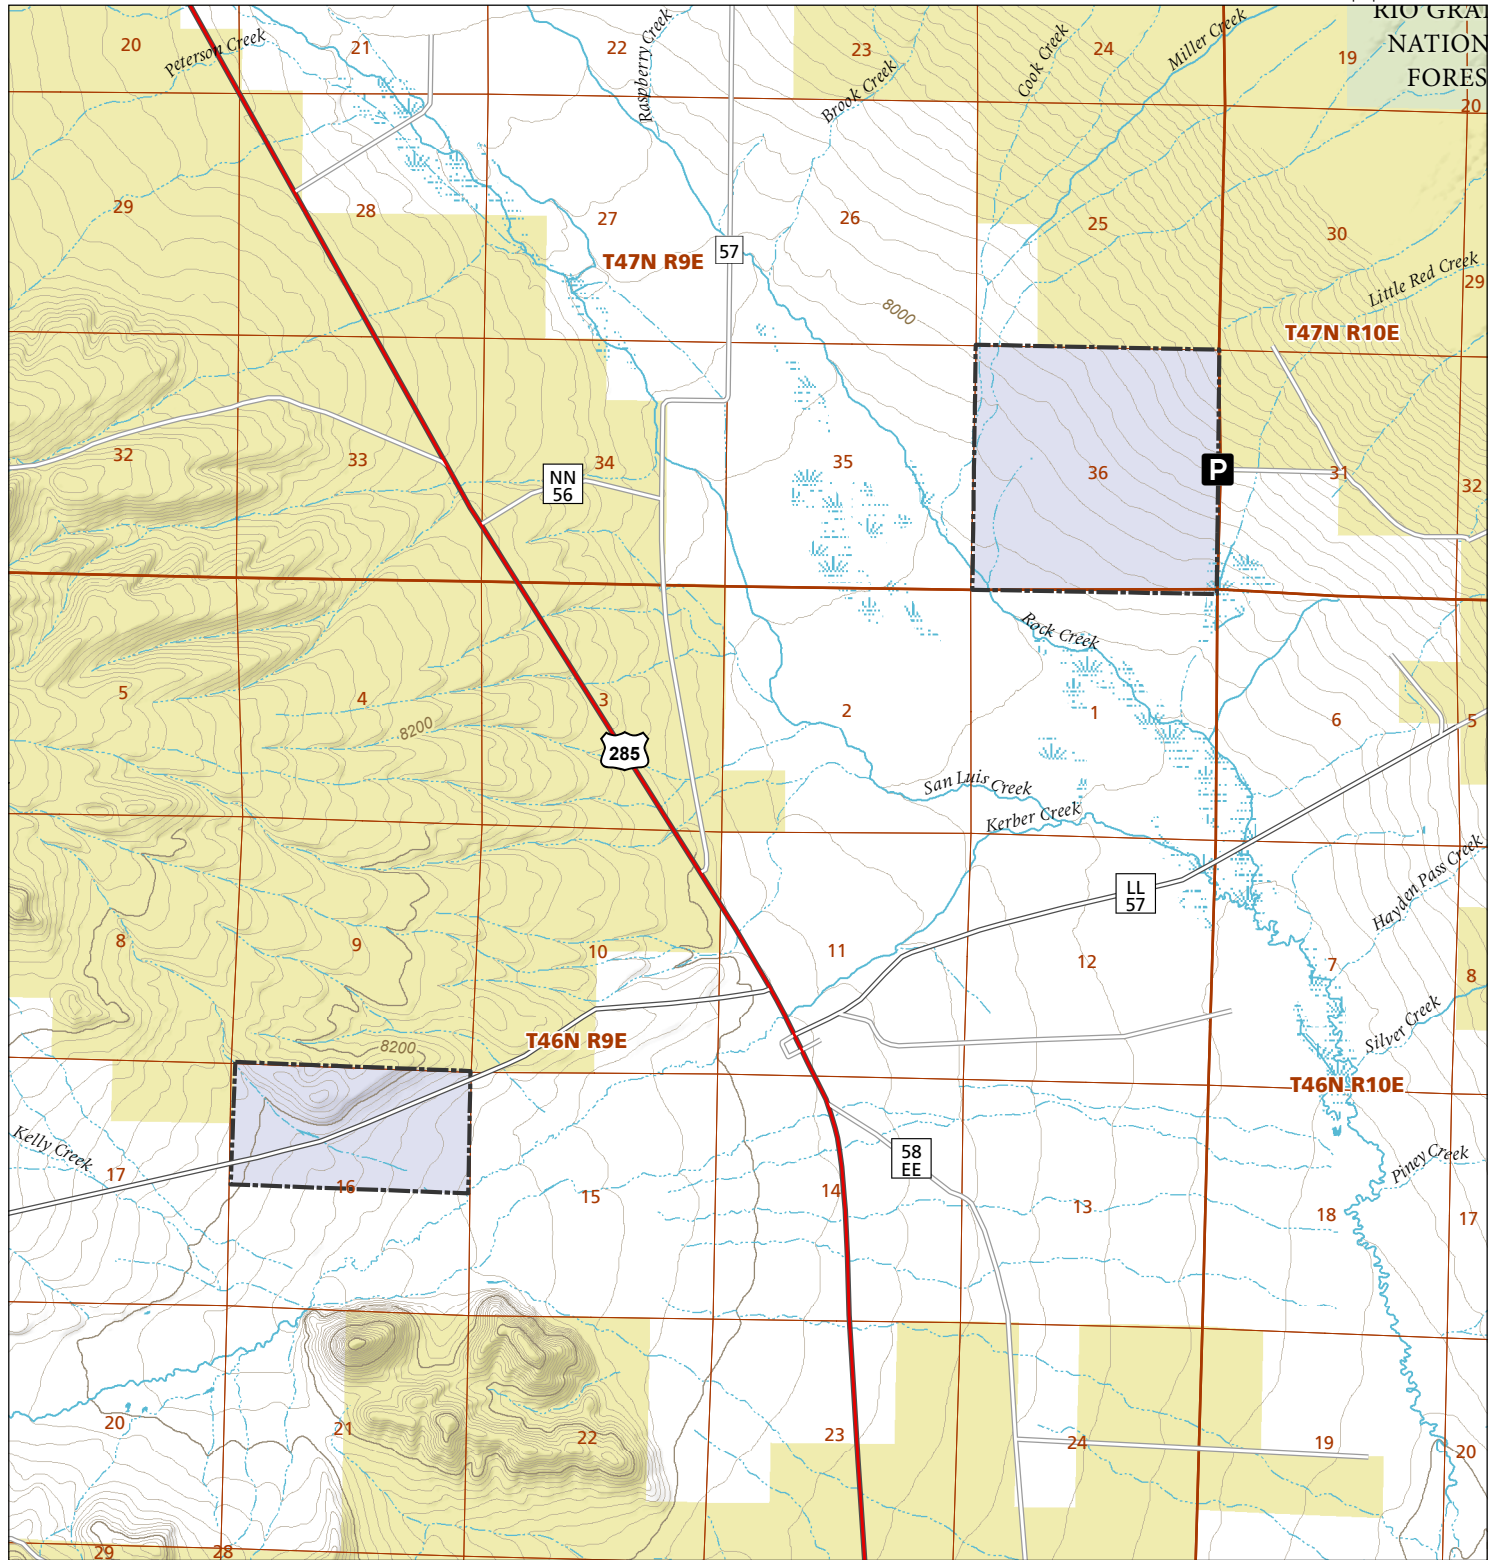 RIO GRA
NATION
FORES
20
Peterson Creek
21
22
Raspberry Creek
23
Brook Creek
Cook Creek
24
Miller Creek
19
20
29
28
27
T47N R9E
57
26
25
30
Little Red Creek
29
8000
T47N R10E
32
33
NN
56
34
35
36
P
31
32
Rock Creek
5
4
8200
3
285
2
1
6
5
San Luis Creek
Kerber Creek
LL
57
Hayden Pass Creek
8
9
10
11
12
7
8
T46N R9E
8200
Silver Creek
T46N R10E
Kelly Creek
17
16
15
14
58
EE
13
18
Piney Creek
17
20
21
22
23
24
19
20
29
28